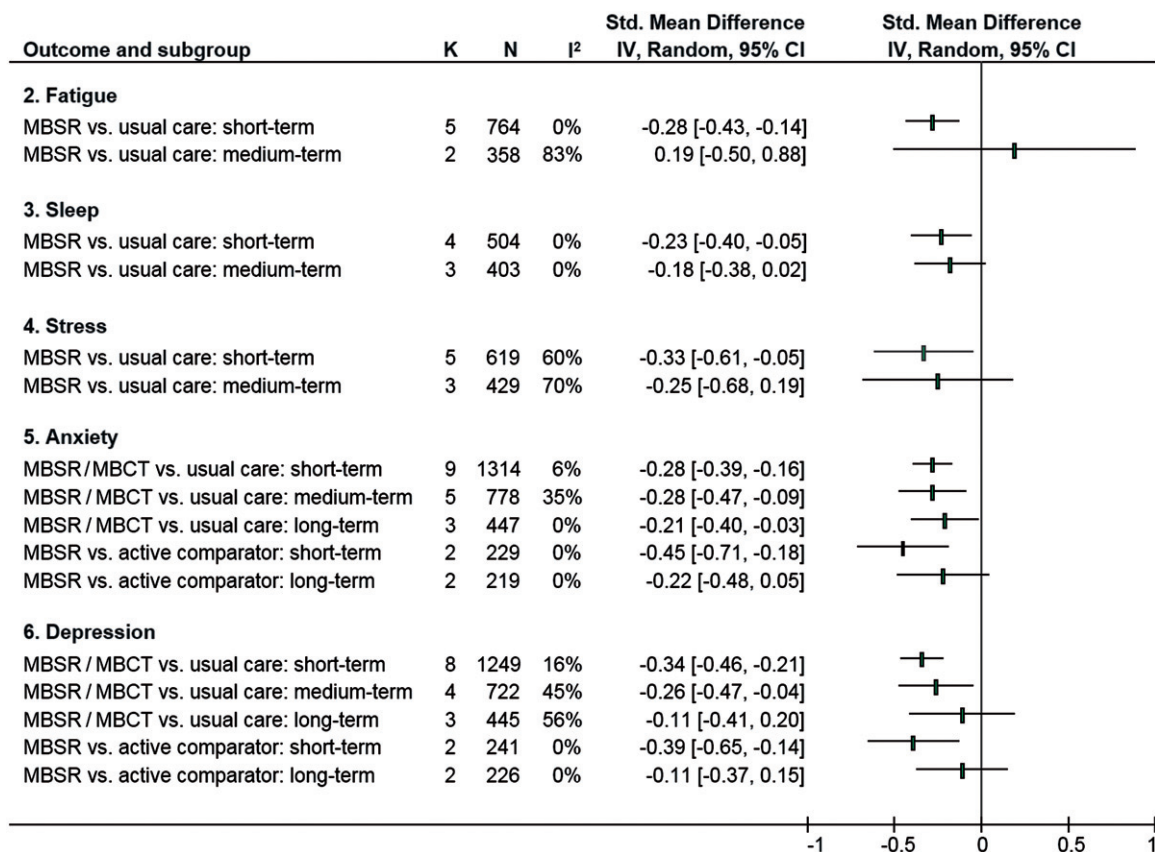 Std. Mean Difference Std. Mean Difference
Outcome and subgroup K N I² IV, Random, 95% CI IV, Random, 95% CI
2. Fatigue
MBSR vs. usual care: short-term 5 764 0% -0.28 [-0.43, -0.14]
MBSR vs. usual care: medium-term 2 358 83% 0.19 [-0.50, 0.88]
3. Sleep
MBSR vs. usual care: short-term 4 504 0% -0.23 [-0.40, -0.05]
MBSR vs. usual care: medium-term 3 403 0% -0.18 [-0.38, 0.02]
4. Stress
MBSR vs. usual care: short-term 5 619 60% -0.33 [-0.61, -0.05]
MBSR vs. usual care: medium-term 3 429 70% -0.25 [-0.68, 0.19]
5. Anxiety
MBSR/MBCT vs. usual care: short-term 9 1314 6% -0.28 [-0.39, -0.16]
MBSR/MBCT vs. usual care: medium-term 5 778 35% -0.28 [-0.47, -0.09]
MBSR/MBCT vs. usual care: long-term 3 447 0% -0.21 [-0.40, -0.03]
MBSR vs. active comparator: short-term 2 229 0% -0.45 [-0.71, -0.18]
MBSR vs. active comparator: long-term 2 219 0% -0.22 [-0.48, 0.05]
6. Depression
MBSR/MBCT vs. usual care: short-term 8 1249 16% -0.34 [-0.46, -0.21]
MBSR/MBCT vs. usual care: medium-term 4 722 45% -0.26 [-0.47, -0.04]
MBSR/MBCT vs. usual care: long-term 3 445 56% -0.11 [-0.41, 0.20]
MBSR vs. active comparator: short-term 2 241 0% -0.39 [-0.65, -0.14]
MBSR vs. active comparator: long-term 2 226 0% -0.11 [-0.37, 0.15]
-1 -0.5 0 0.5 1